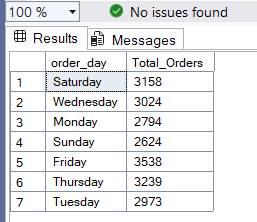 100 % No issues found
Results Messages
order_day Total_Orders
1 Saturday 3158
2 Wednesday 3024
3 Monday 2794
4 Sunday 2624
5 Friday 3538
6 Thursday 3239
7 Tuesday 2973